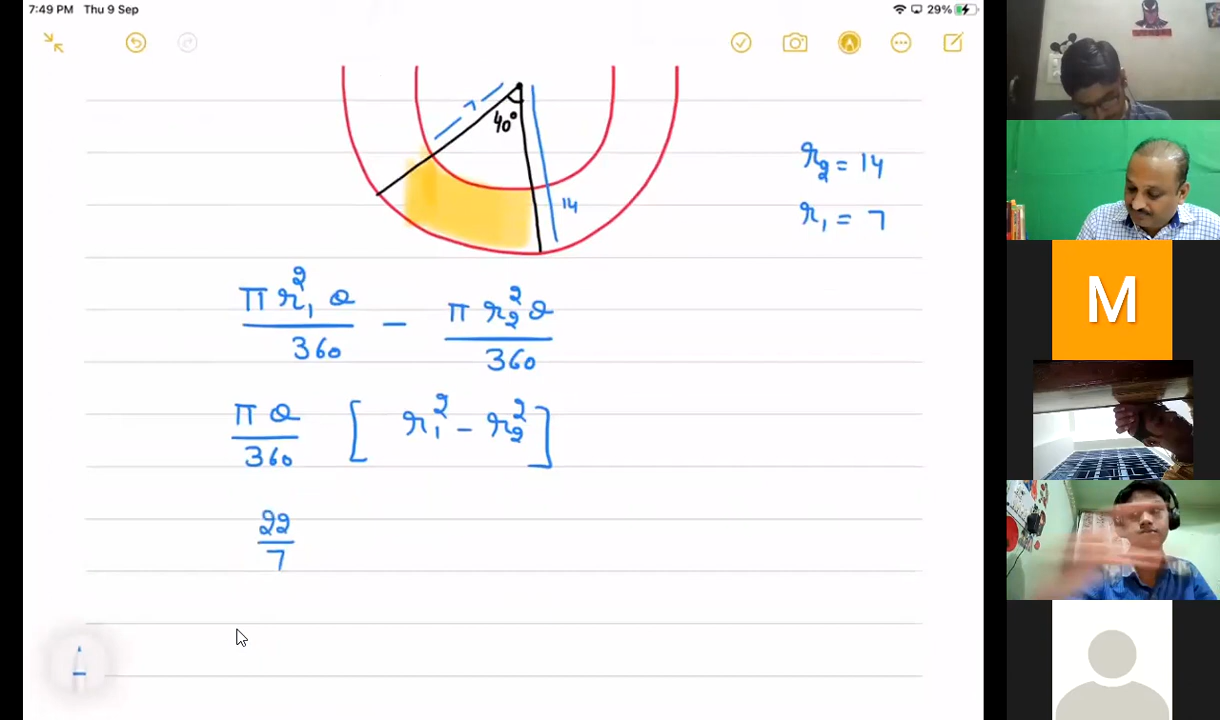 7:49 PM Thu 9 Sep
29%
40°
7
14
r₂ = 14
r₁ = 7
πr₁²θ/360 − πr₂²θ/360
πθ/360 [r₁² − r₂²]
22/7
M